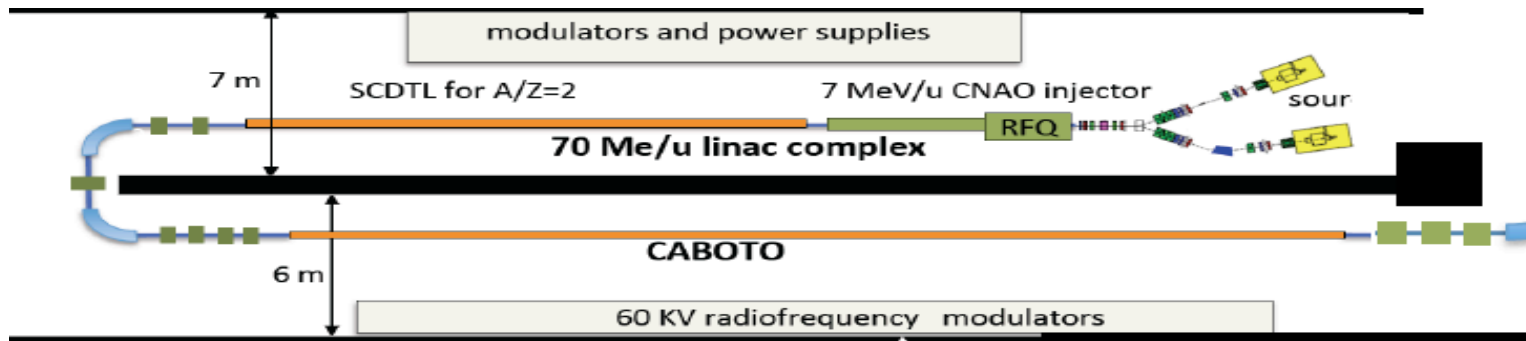 modulators and power supplies
7 m
SCDTL for A/Z=2
7 MeV/u CNAO injector
sour
RFQ
70 Me/u linac complex
CABOTO
6 m
60 KV radiofrequency modulators